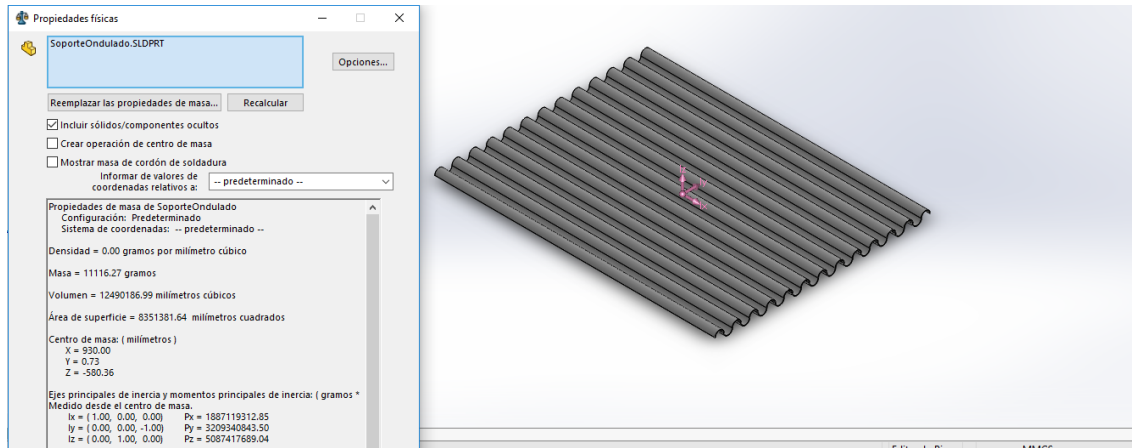 Propiedades físicas
SoporteOndulado.SLDPRT
Opciones...
Reemplazar las propiedades de masa...
Recalcular
Incluir sólidos/componentes ocultos
Crear operación de centro de masa
Mostrar masa de cordón de soldadura
Informar de valores de
coordenadas relativos a:
-- predeterminado --
Propiedades de masa de SoporteOndulado
Configuración: Predeterminado
Sistema de coordenadas: -- predeterminado --
Densidad = 0.00 gramos por milímetro cúbico
Masa = 11116.27 gramos
Volumen = 12490186.99 milímetros cúbicos
Área de superficie = 8351381.64 milímetros cuadrados
Centro de masa: ( milímetros )
X = 930.00
Y = 0.73
Z = -580.36
Ejes principales de inercia y momentos principales de inercia: ( gramos *
Medido desde el centro de masa.
Ix = ( 1.00, 0.00, 0.00) Px = 1887119312.85
Iy = ( 0.00, 0.00, -1.00) Py = 3209340843.50
Iz = ( 0.00, 1.00, 0.00) Pz = 5087417689.04
Iz
Iy
Ix